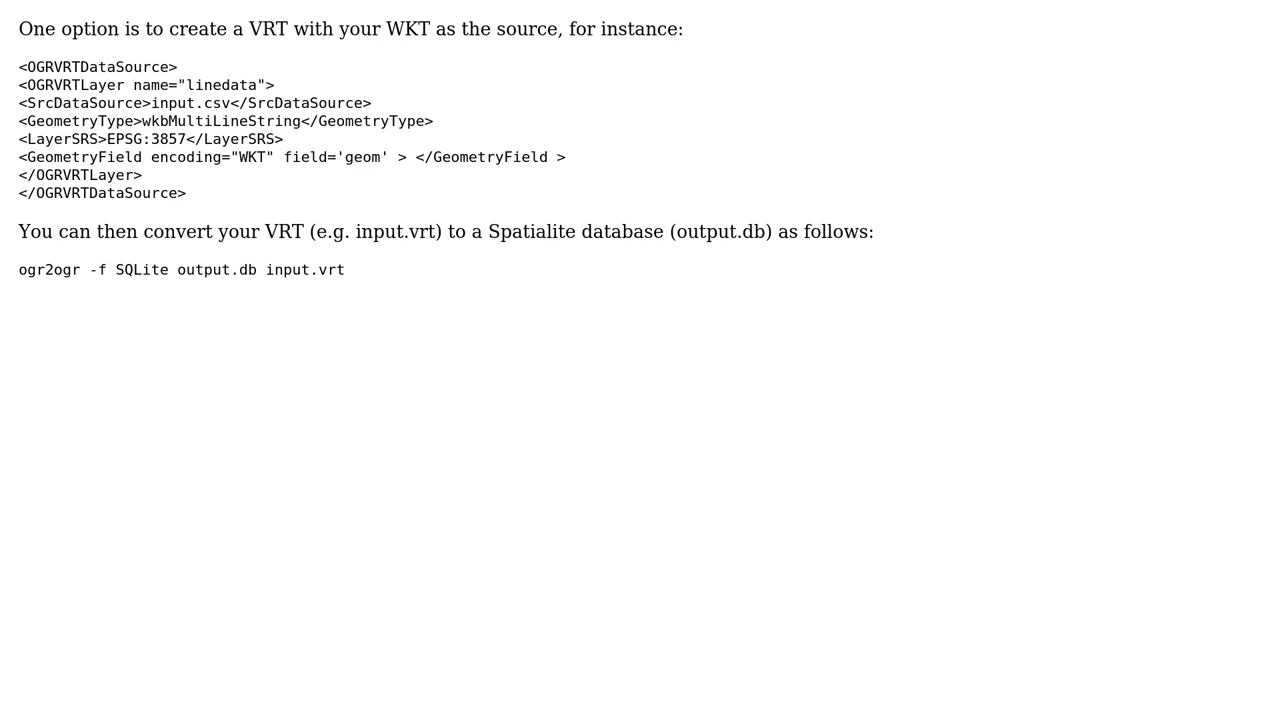 One option is to create a VRT with your WKT as the source, for instance:
<OGRVRTDataSource>
<OGRVRTLayer name="linedata">
<SrcDataSource>input.csv</SrcDataSource>
<GeometryType>wkbMultiLineString</GeometryType>
<LayerSRS>EPSG:3857</LayerSRS>
<GeometryField encoding="WKT" field='geom' > </GeometryField >
</OGRVRTLayer>
</OGRVRTDataSource>
You can then convert your VRT (e.g. input.vrt) to a Spatialite database (output.db) as follows:
ogr2ogr -f SQLite output.db input.vrt